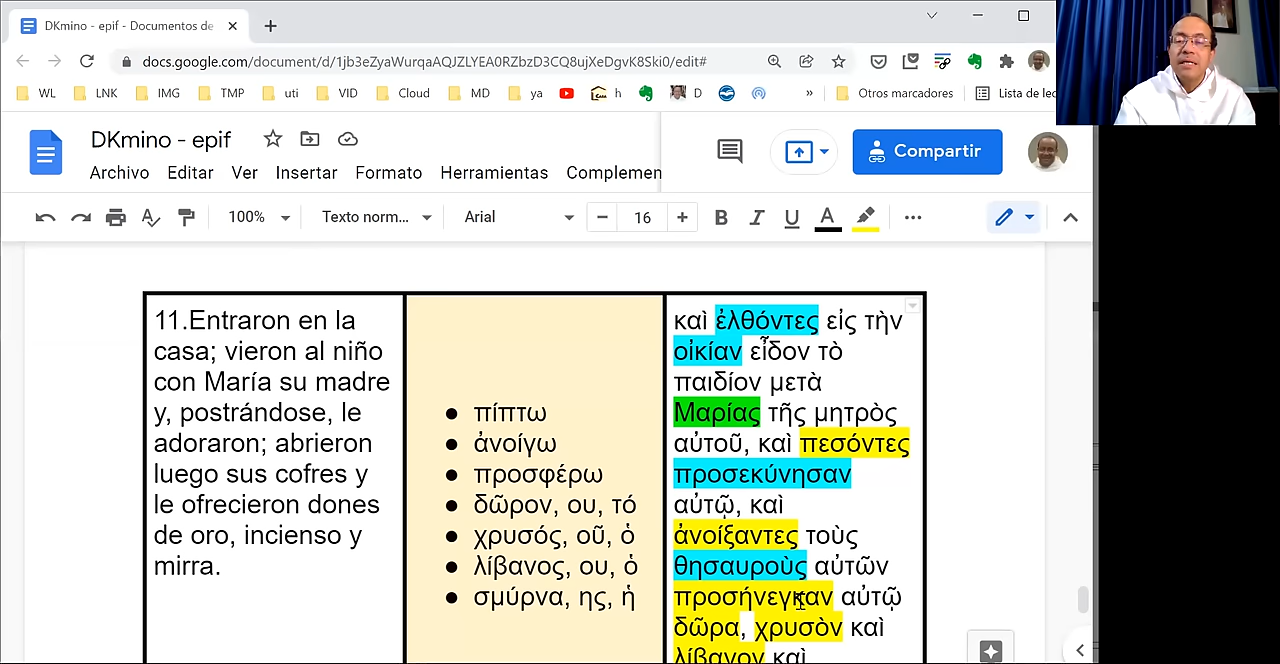 DKmino - epif - Documentos de
docs.google.com/document/d/1jb3eZyaWurqaAQJZLYEA0RZbzD3CQ8ujXeDgvK8Ski0/edit#
WL LNK IMG TMP uti VID Cloud MD ya h D » Otros marcadores Lista de lec
DKmino - epif
Archivo Editar Ver Insertar Formato Herramientas Complemen
Compartir
100% Texto norm... Arial 16 B I U A
11.Entraron en la
casa; vieron al niño
con María su madre
y, postrándose, le
adoraron; abrieron
luego sus cofres y
le ofrecieron dones
de oro, incienso y
mirra.
● πίπτω
● ἀνοίγω
● προσφέρω
● δῶρον, ου, τό
● χρυσός, οῦ, ὁ
● λίβανος, ου, ὁ
● σμύρνα, ης, ἡ
καὶ ἐλθόντες εἰς τὴν
οἰκίαν εἶδον τὸ
παιδίον μετὰ
Μαρίας τῆς μητρὸς
αὐτοῦ, καὶ πεσόντες
προσεκύνησαν
αὐτῷ, καὶ
ἀνοίξαντες τοὺς
θησαυροὺς αὐτῶν
προσήνεγκαν αὐτῷ
δῶρα, χρυσὸν καὶ
λίβανον καὶ